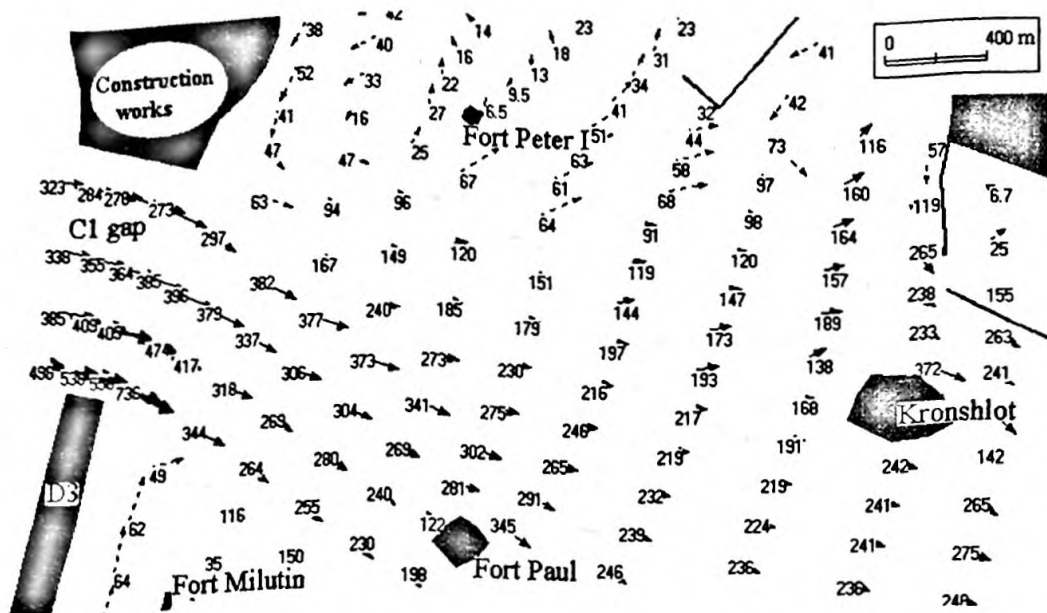 42 14 23 23
38 40 18 41 0 400 m
16 31
52 33 22 13 34
Construction
works
41 16 27 9.5 6.5 41 32 42
Fort Peter I 51 44 116 57
47 47 25 63 58 73
323 284 278 273 63 94 96 67 61 68 97 160 119 6.7
C1 gap
297 64 91 98 164 25
338 355 364 385 396 379 382 167 149 120 151 119 120 157 265 155
377 240 185 179 144 147 189 238
385 409 405 417 337 373 273 230 197 173 138 233 263
496 736 306 216 193 372 241
344 318 304 341 275 246 217 168 Kronshlot
263 269 302 265 219 191 242 142
D3
49 264 280 281 291 232 219 241 265
62 116 255 240 122 345 239 224 241 275
64 35 150 230 198 246 236 236 248
Fort Milutin Fort Paul